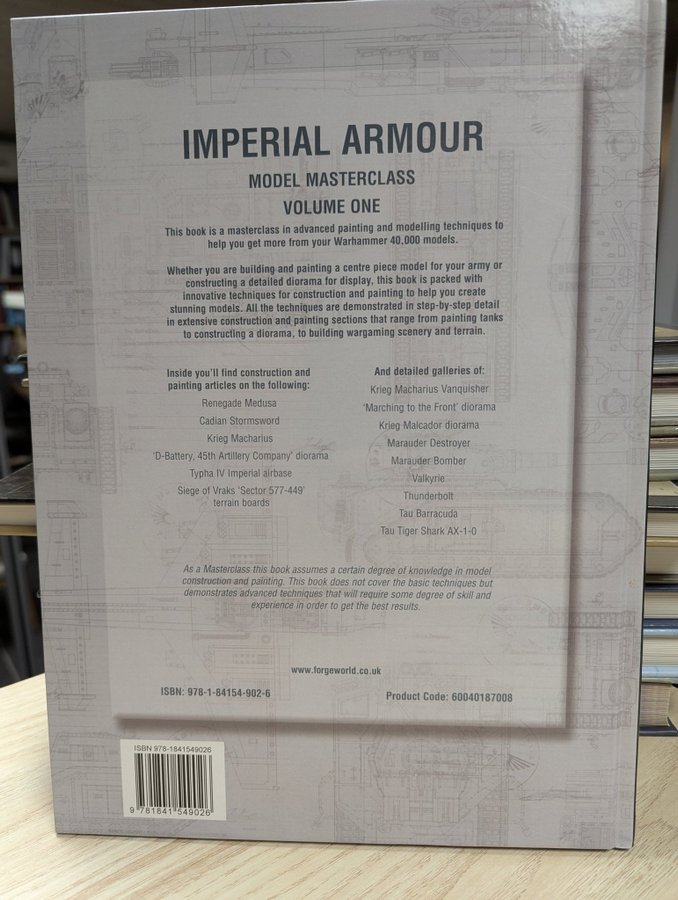 IMPERIAL ARMOUR
MODEL MASTERCLASS
VOLUME ONE
This book is a masterclass in advanced painting and modelling techniques to
help you get more from your Warhammer 40,000 models.
Whether you are building and painting a centre piece model for your army or
constructing a detailed diorama for display, this book is packed with
innovative techniques for construction and painting to help you create
stunning models. All the techniques are demonstrated in step-by-step detail
in extensive construction and painting sections that range from painting tanks
to constructing a diorama, to building wargaming scenery and terrain.
Inside you'll find construction and
painting articles on the following:
Renegade Medusa
Cadian Stormsword
Krieg Macharius
'D-Battery, 45th Artillery Company' diorama
Typha IV Imperial airbase
Siege of Vraks 'Sector 577-449'
terrain boards
And detailed galleries of:
Krieg Macharius Vanquisher
'Marching to the Front' diorama
Krieg Malcador diorama
Marauder Destroyer
Marauder Bomber
Valkyrie
Thunderbolt
Tau Barracuda
Tau Tiger Shark AX-1-0
As a Masterclass this book assumes a certain degree of knowledge in model
construction and painting. This book does not cover the basic techniques but
demonstrates advanced techniques that will require some degree of skill and
experience in order to get the best results.
www.forgeworld.co.uk
ISBN: 978-1-84154-902-6
Product Code: 60040187008
ISBN 978-1841549026
9 781841 549026